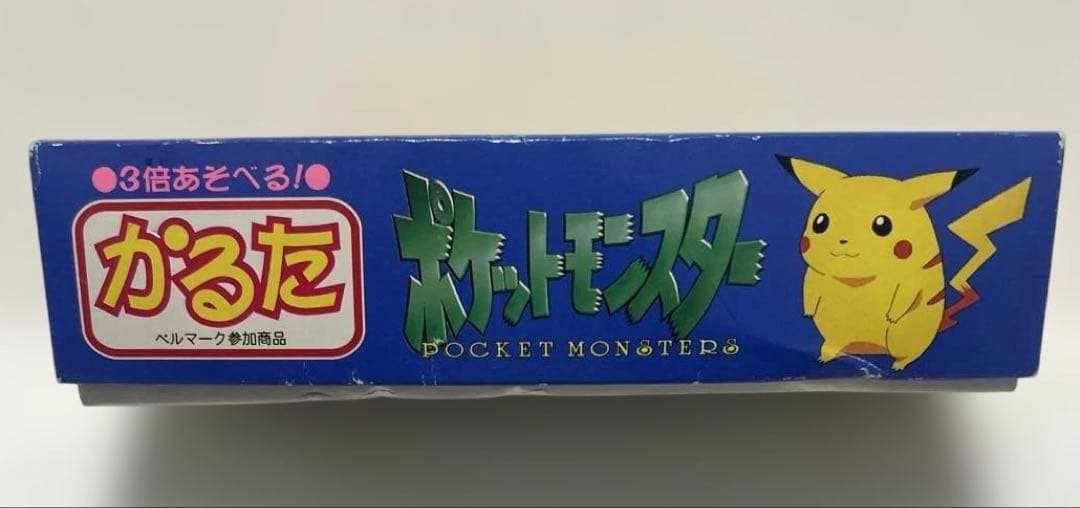 ●3倍あそべる!●
かるた
ベルマーク参加商品
ポケットモンスター
POCKET MONSTERS